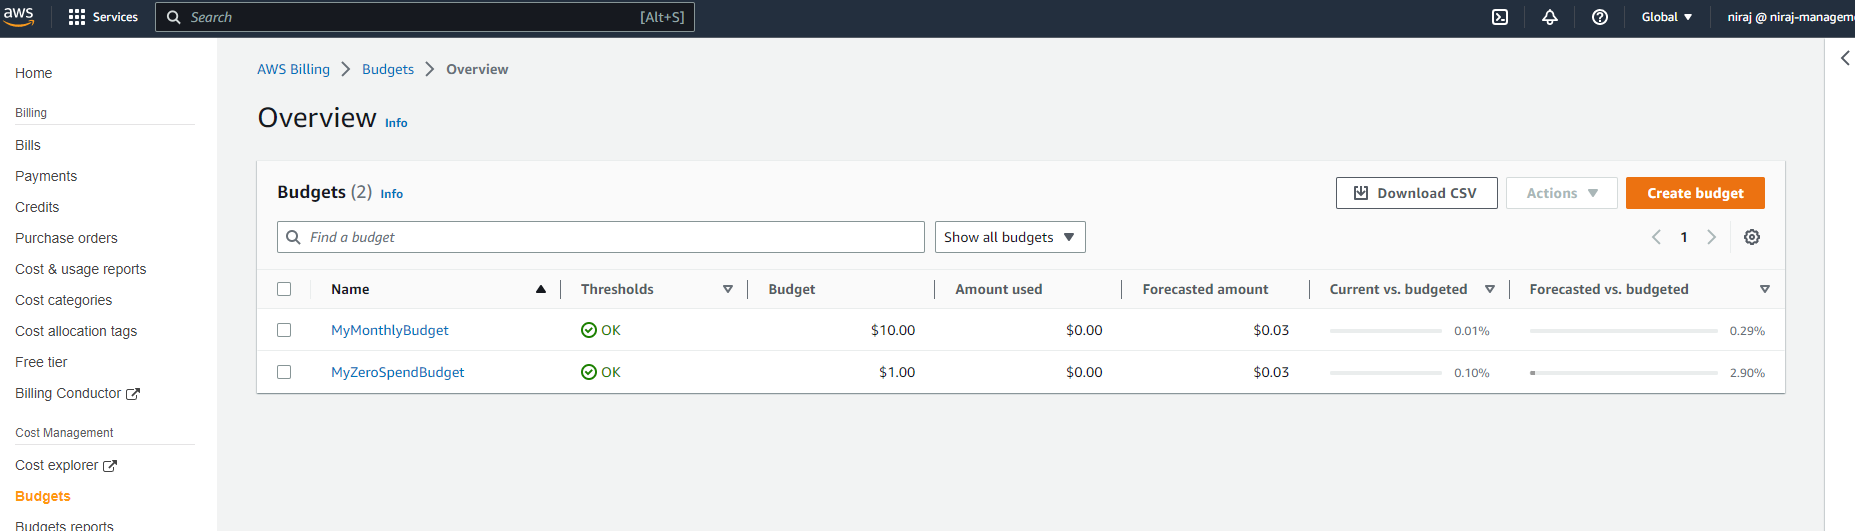 aws Services Search [Alt+S] Global niraj @ niraj-managem
Home
Billing
Bills
Payments
Credits
Purchase orders
Cost & usage reports
Cost categories
Cost allocation tags
Free tier
Billing Conductor
Cost Management
Cost explorer
Budgets
Budgets reports
AWS Billing Budgets Overview
Overview Info
Budgets (2) Info
Download CSV Actions Create budget
Find a budget Show all budgets 1
Name Thresholds Budget Amount used Forecasted amount Current vs. budgeted Forecasted vs. budgeted
MyMonthlyBudget OK $10.00 $0.00 $0.03 0.01% 0.29%
MyZeroSpendBudget OK $1.00 $0.00 $0.03 0.10% 2.90%